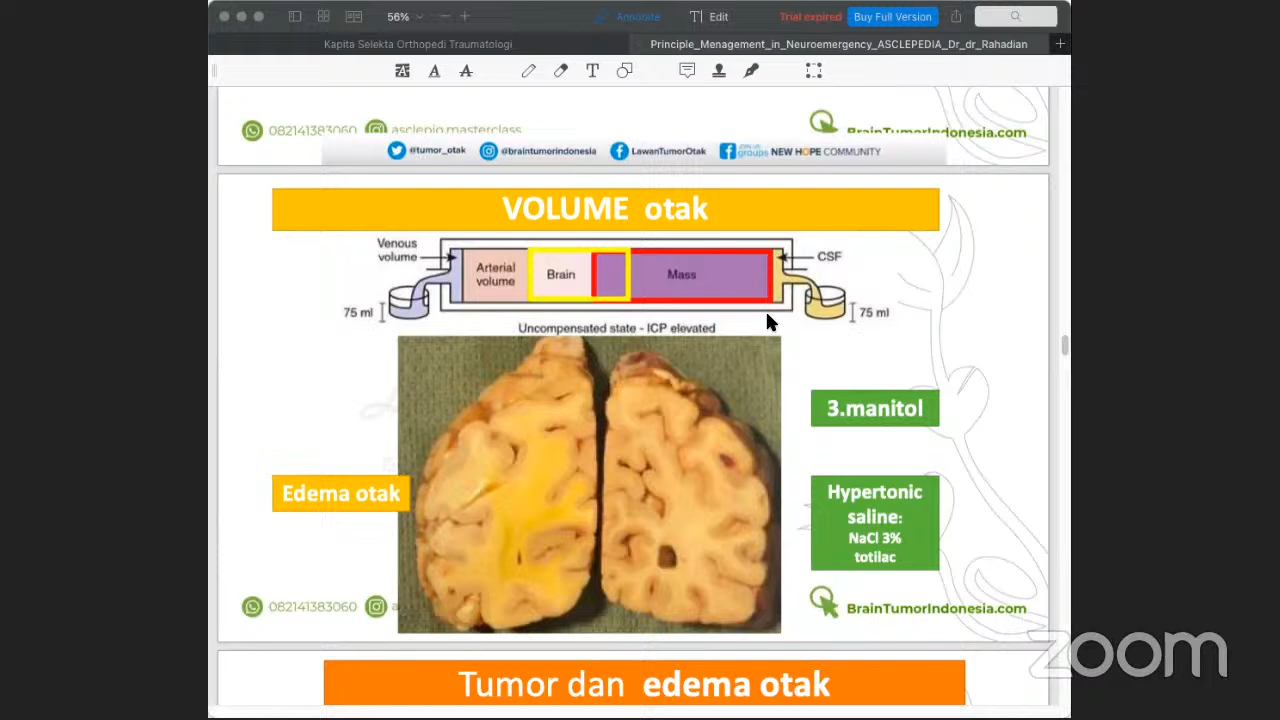 56%
Annotate
Edit
Trial expired
Buy Full Version
Kapita Selekta Orthopedi Traumatologi
Principle_Menagement_in_Neuroemergency_ASCLEPEDIA_Dr_dr_Rahadian
082141383060
asclepio.masterclass
BrainTumorIndonesia.com
@tumor_otak
@braintumorindonesia
LawanTumorOtak
JOIN US
groups NEW HOPE COMMUNITY
VOLUME otak
Venous
volume
Arterial
volume
Brain
Mass
CSF
75 ml
75 ml
Uncompensated state - ICP elevated
3.manitol
Edema otak
Hypertonic
saline:
NaCl 3%
totilac
082141383060
a
BrainTumorIndonesia.com
zoom
Tumor dan edema otak